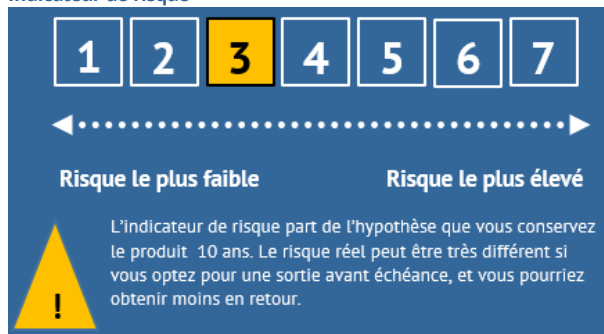 Indicateur de risque
1 2 3 4 5 6 7
Risque le plus faible Risque le plus élevé
L'indicateur de risque part de l'hypothèse que vous conservez
le produit 10 ans. Le risque réel peut être très différent si
vous optez pour une sortie avant échéance, et vous pourriez
obtenir moins en retour.
!